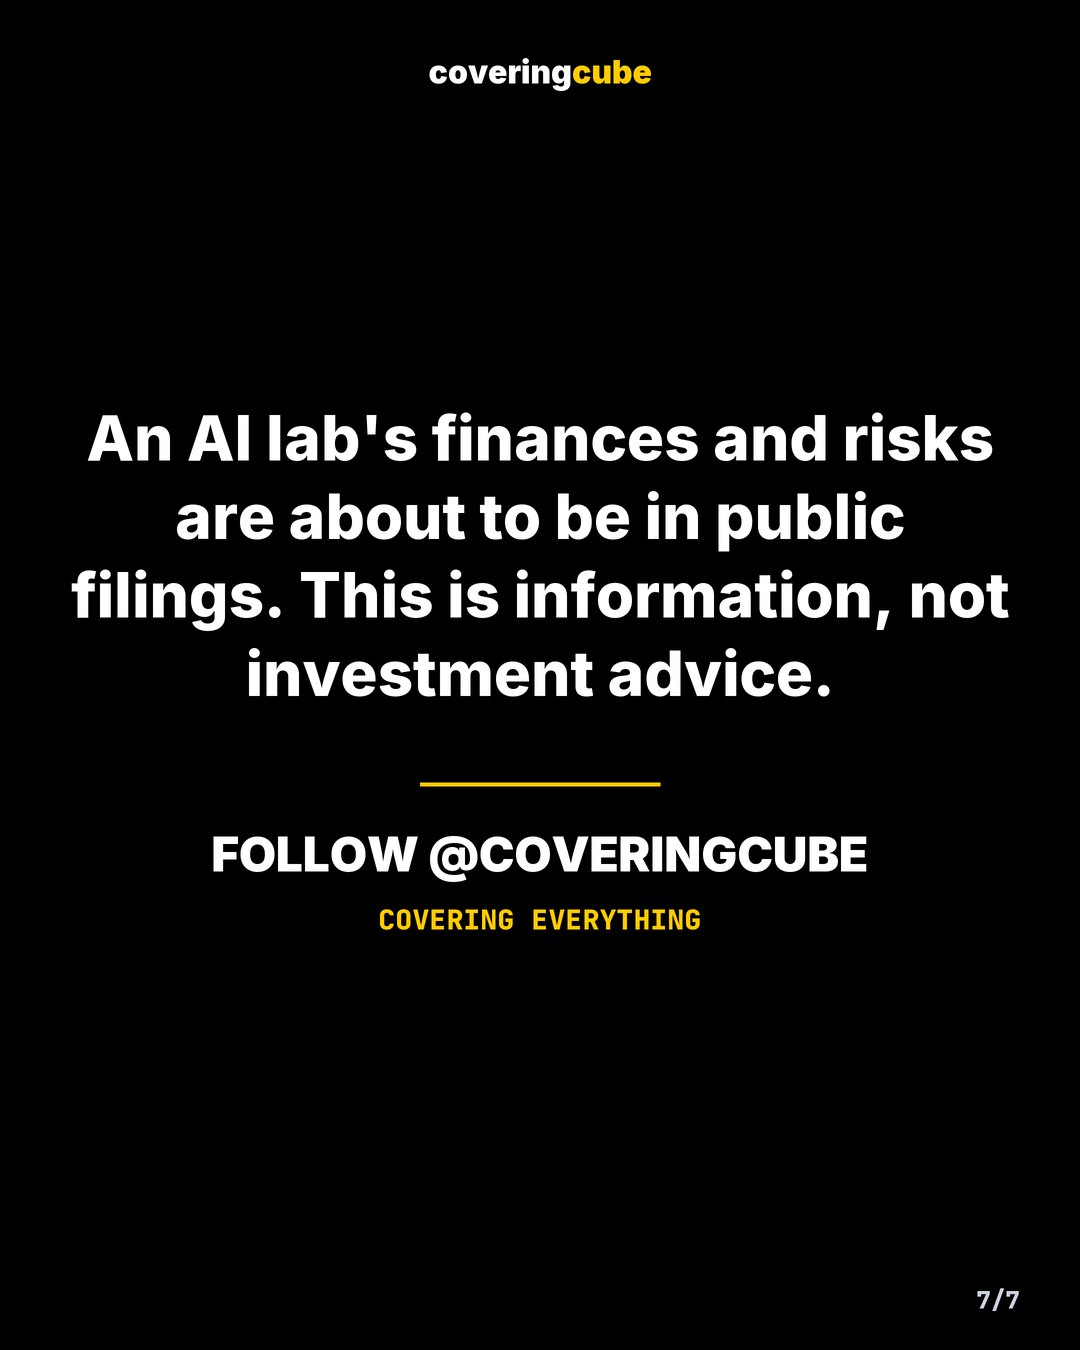 coveringcube
An AI lab's finances and risks
are about to be in public
filings. This is information, not
investment advice.
FOLLOW @COVERINGCUBE
COVERING EVERYTHING
7/7